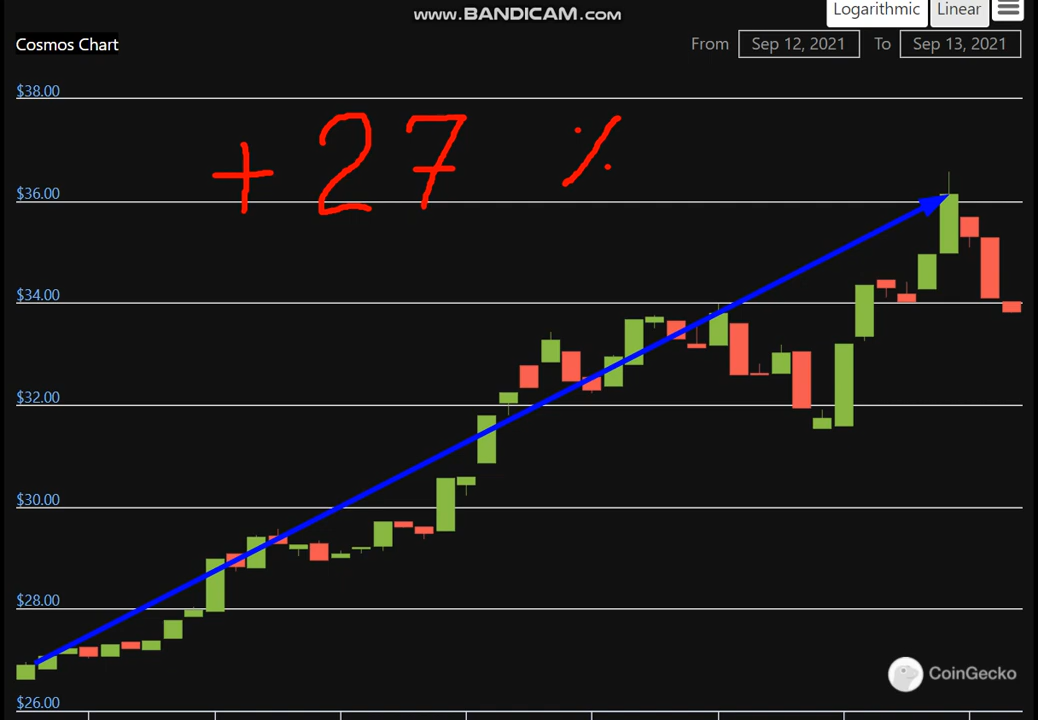 www.BANDICAM.com
Logarithmic Linear
Cosmos Chart
From Sep 12, 2021 To Sep 13, 2021
$38.00
+27 %
$36.00
$34.00
$32.00
$30.00
$28.00
CoinGecko
$26.00